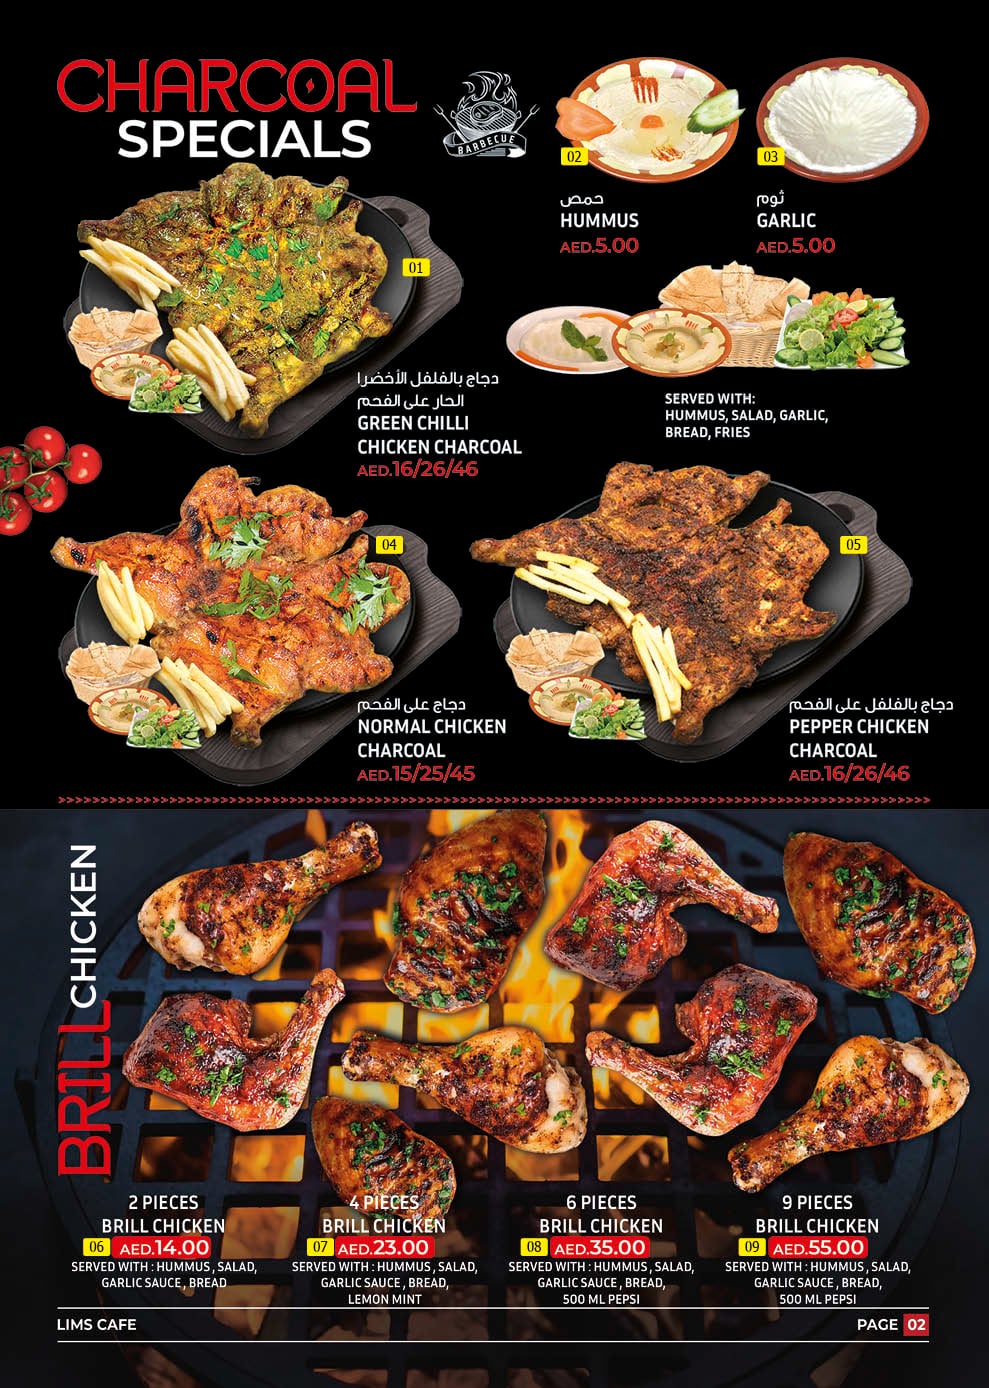 CHARCOAL
SPECIALS
BARBECUE
02
حمص
HUMMUS
AED.5.00
03
ثوم
GARLIC
AED.5.00
01
دجاج بالفلفل الأخضرا
الحار على الفحم
GREEN CHILLI
CHICKEN CHARCOAL
AED.16/26/46
SERVED WITH:
HUMMUS, SALAD, GARLIC,
BREAD, FRIES
04
دجاج على الفحم
NORMAL CHICKEN
CHARCOAL
AED.15/25/45
05
دجاج بالفلفل على الفحم
PEPPER CHICKEN
CHARCOAL
AED.16/26/46
BRILL CHICKEN
2 PIECES
BRILL CHICKEN
06 AED.14.00
SERVED WITH : HUMMUS , SALAD,
GARLIC SAUCE , BREAD
4 PIECES
BRILL CHICKEN
07 AED.23.00
SERVED WITH : HUMMUS , SALAD,
GARLIC SAUCE , BREAD,
LEMON MINT
6 PIECES
BRILL CHICKEN
08 AED.35.00
SERVED WITH : HUMMUS , SALAD,
GARLIC SAUCE , BREAD,
500 ML PEPSI
9 PIECES
BRILL CHICKEN
09 AED.55.00
SERVED WITH : HUMMUS , SALAD,
GARLIC SAUCE , BREAD,
500 ML PEPSI
LIMS CAFE
PAGE 02